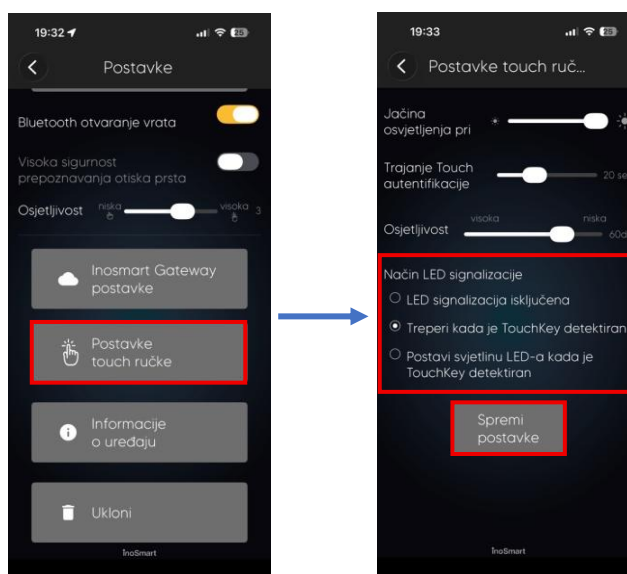 19:32
25
Postavke
Bluetooth otvaranje vrata
Visoka sigurnost
prepoznavanja otiska prsta
Osjetljivost niska visoka 3
Inosmart Gateway
postavke
Postavke
touch ručke
Informacije
o uređaju
Ukloni
InoSmart
19:33
25
Postavke touch ruč...
Jačina
osvjetljenja pri
Trajanje Touch
autentifikacije
20 se
visoka niska
Osjetljivost
60d
Način LED signalizacije
LED signalizacija isključena
Treperi kada je TouchKey detektiran
Postavi svjetlinu LED-a kada je
TouchKey detektiran
Spremi
postavke
InoSmart